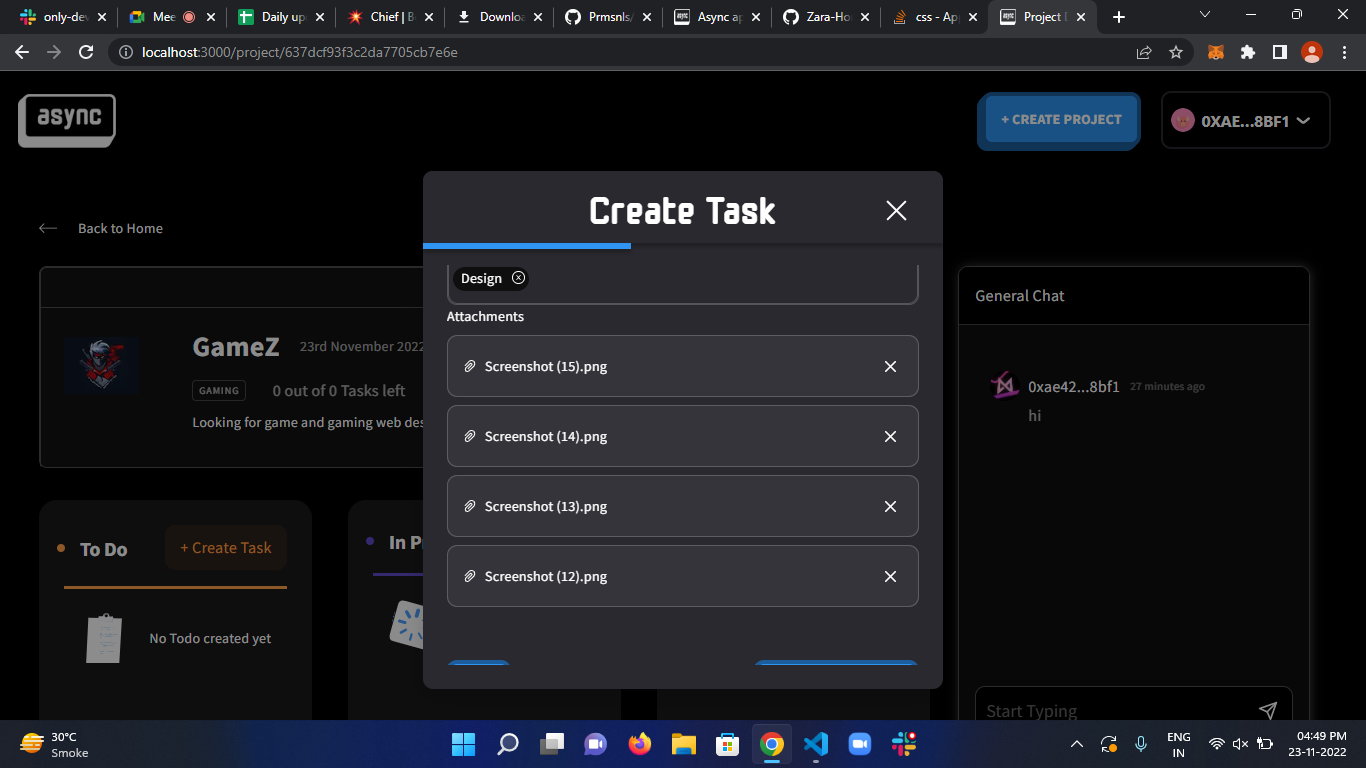 only-dev
Mee
Daily up
Chief | B
Downloa
Prmsnls/
Async ap
Zara-Ho
css - Ap
Project D
localhost:3000/project/637dcf93f3c2da7705cb7e6e
async
+ CREATE PROJECT
0XAE...8BF1
Create Task
Back to Home
Design
General Chat
Attachments
GameZ
23rd November 2022
Screenshot (15).png
GAMING
0 out of 0 Tasks left
0xae42...8bf1
27 minutes ago
hi
Looking for game and gaming web des
Screenshot (14).png
Screenshot (13).png
To Do
+ Create Task
In Pr
Screenshot (12).png
No Todo created yet
Start Typing
30°C
Smoke
ENG
IN
04:49 PM
23-11-2022